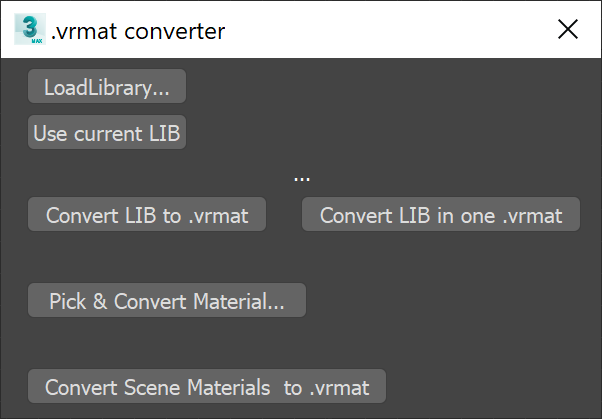 3 MAX .vrmat converter
LoadLibrary...
Use current LIB
...
Convert LIB to .vrmat Convert LIB in one .vrmat
Pick & Convert Material...
Convert Scene Materials  to .vrmat